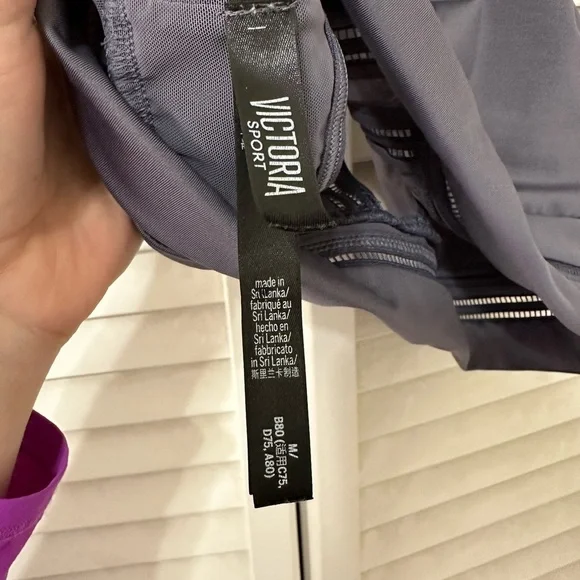 VICTORIA
SPORT
made in
Sri Lanka/
fabriqué au
Sri Lanka/
hecho en
Sri Lanka/
fabbricato
in Sri Lanka/
斯里兰卡制造
M/
B80 (适用C75,
D75, A80)